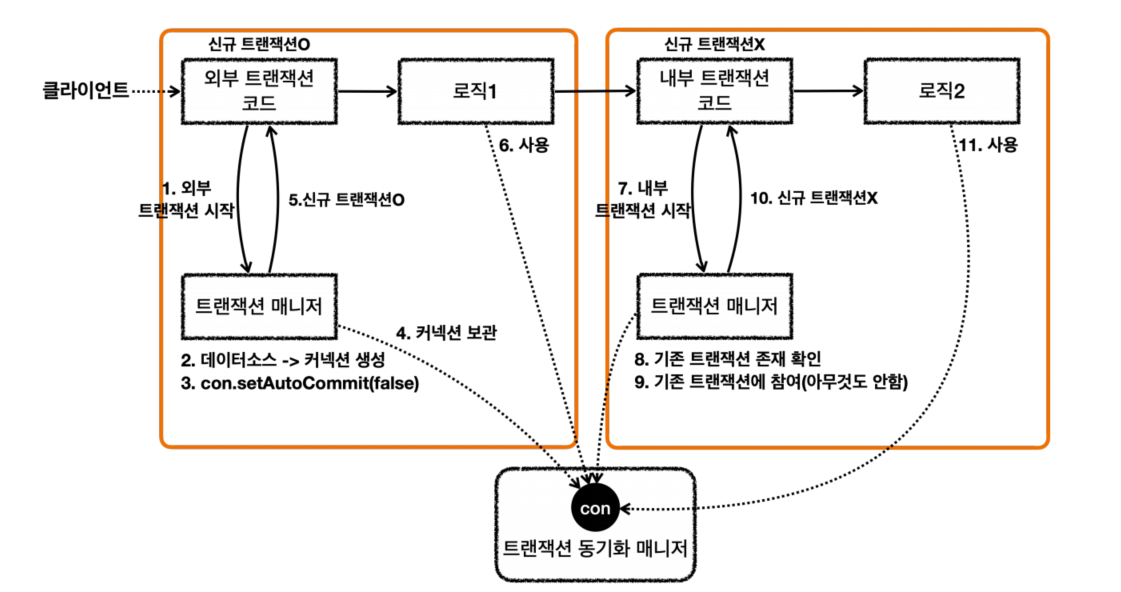 클라이언트
신규 트랜잭션O
외부 트랜잭션
코드
로직1
1. 외부
트랜잭션 시작
5.신규 트랜잭션O
6. 사용
트랜잭션 매니저
2. 데이터소스 -> 커넥션 생성
3. con.setAutoCommit(false)
4. 커넥션 보관
신규 트랜잭션X
내부 트랜잭션
코드
로직2
7. 내부
트랜잭션 시작
10. 신규 트랜잭션X
11. 사용
트랜잭션 매니저
8. 기존 트랜잭션 존재 확인
9. 기존 트랜잭션에 참여(아무것도 안함)
con
트랜잭션 동기화 매니저